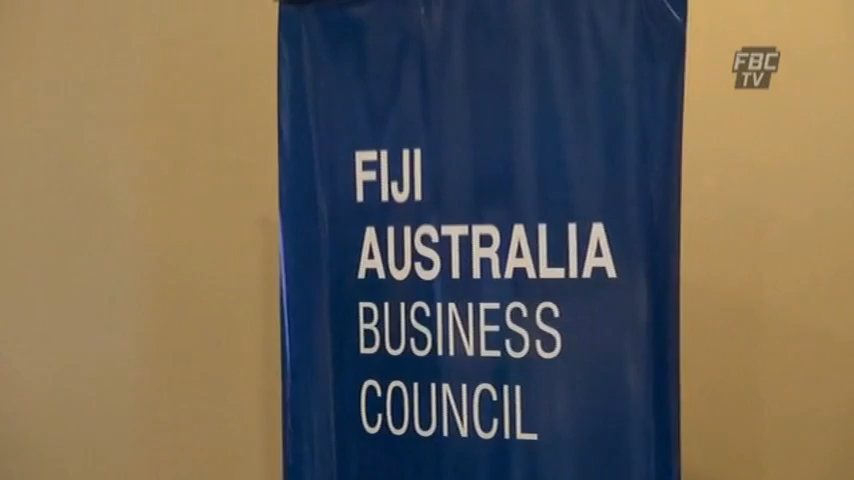 FBC
TV
FIJI
AUSTRALIA
BUSINESS
COUNCIL